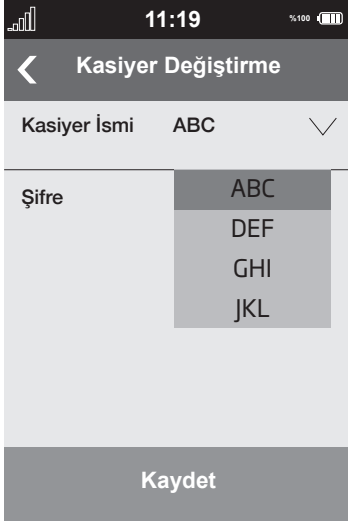 11:19 %100
Kasiyer Değiştirme
Kasiyer İsmi ABC
Şifre
ABC
DEF
GHI
JKL
Kaydet